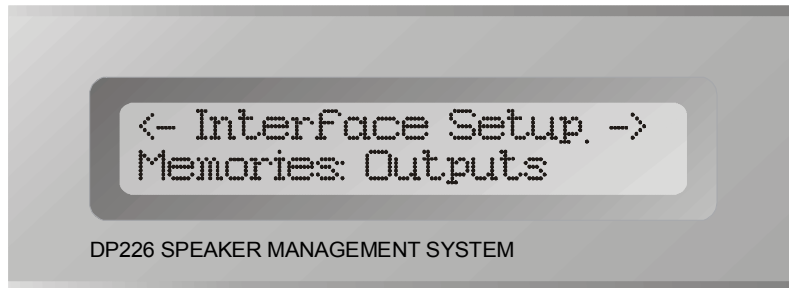 <- Interface Setup. ->
Memories: Outputs
DP226 SPEAKER MANAGEMENT SYSTEM